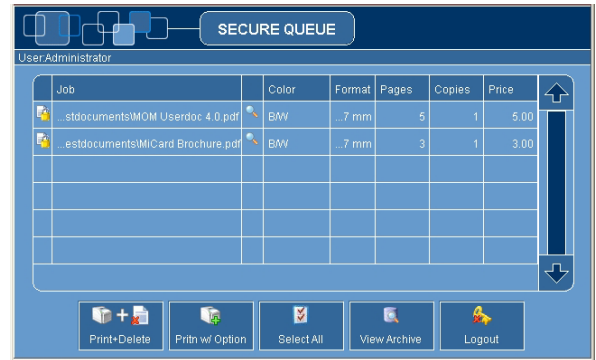 SECURE QUEUE
User:Administrator
Job Color Format Pages Copies Price
...stdocuments\MOM Userdoc 4.0.pdf B/W ...7 mm 5 1 5.00
...estdocuments\MiCard Brochure.pdf B/W ...7 mm 3 1 3.00
Print+Delete Pritn w/ Option Select All View Archive Logout